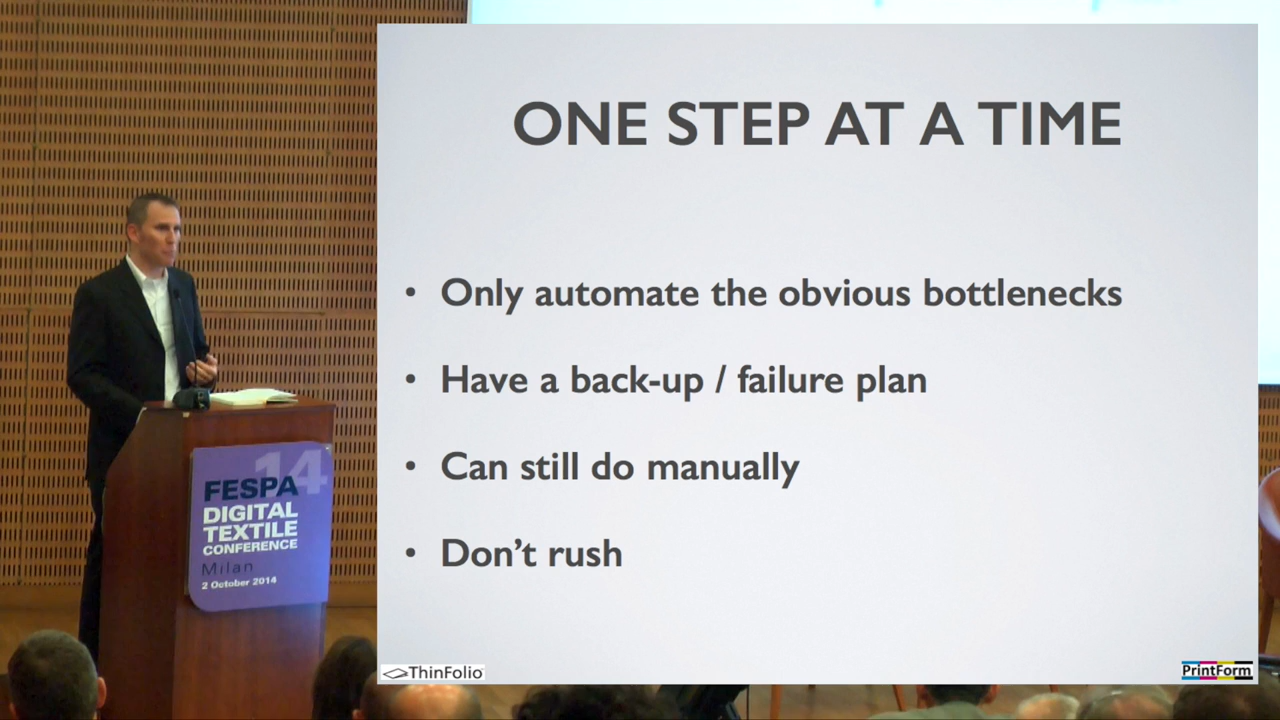 ONE STEP AT A TIME
• Only automate the obvious bottlenecks
• Have a back-up / failure plan
• Can still do manually
• Don’t rush
ThinFolio
PrintForm
14
FESPA
DIGITAL
TEXTILE
CONFERENCE
Milan
2 October 2014